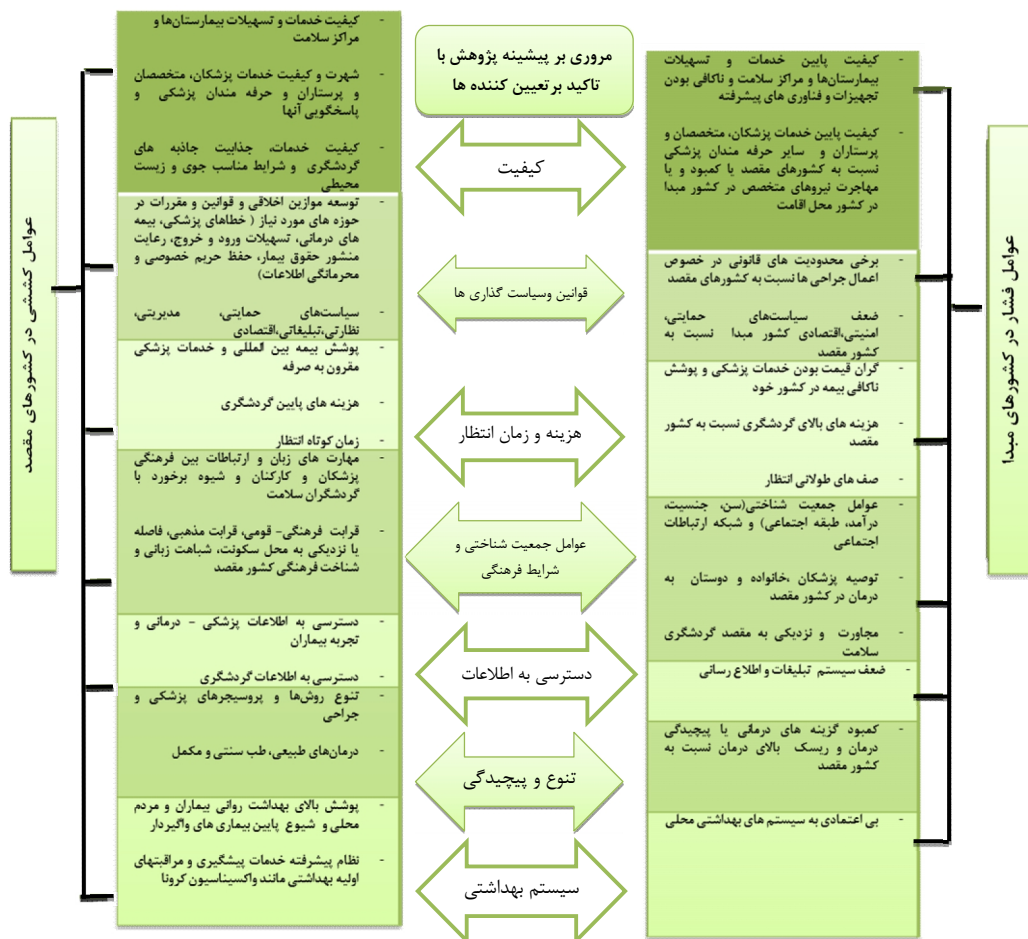 مروری بر پیشینه پژوهش با
تاکید برتعیین کننده ها
عوامل فشار در کشورهای مبدا
- کیفیت پایین خدمات و تسهیلات
بیمارستان‌ها و مراکز سلامت و ناکافی بودن
تجهیزات و فناوری های پیشرفته
- کیفیت پایین خدمات پزشکان، متخصصان و
پرستاران و سایر حرفه مندان پزشکی
نسبت به کشورهای مقصد یا کمبود و یا
مهاجرت نیروهای متخصص در کشور مبدا
در کشور محل اقامت
- برخی محدودیت های قانونی در خصوص
اعمال جراحی ها نسبت به کشورهای مقصد
- ضعف سیاست‌های حمایتی،
امنیتی،اقتصادی کشور مبدا نسبت به
کشور مقصد
- گران قیمت بودن خدمات پزشکی و پوشش
ناکافی بیمه در کشور خود
- هزینه های بالای گردشگری نسبت به کشور
مقصد
- صف های طولانی انتظار
- عوامل جمعیت شناختی(سن، جنسیت،
درآمد، طبقه اجتماعی) و شبکه ارتباطات
اجتماعی
- توصیه پزشکان ،خانواده و دوستان به
درمان در کشور مقصد
- مجاورت و نزدیکی به مقصد گردشگری
سلامت
- ضعف سیستم تبلیغات و اطلاع رسانی
- کمبود گزینه های درمانی یا پیچیدگی
درمان و ریسک بالای درمان نسبت به
کشور مقصد
- بی اعتمادی به سیستم های بهداشتی محلی
کیفیت
قوانین وسیاست گذاری ها
هزینه و زمان انتظار
عوامل جمعیت شناختی و
شرایط فرهنگی
دسترسی به اطلاعات
تنوع و پیچیدگی
سیستم بهداشتی
- کیفیت خدمات و تسهیلات بیمارستان‌ها و
مراکز سلامت
- شهرت و کیفیت خدمات پزشکان، متخصصان
و پرستاران و حرفه مندان پزشکی و
پاسخگویی آنها
- کیفیت خدمات، جذابیت جاذبه های
گردشگری و شرایط مناسب جوی و زیست
محیطی
- توسعه موازین اخلاقی و قوانین و مقررات در
حوزه های مورد نیاز ( خطاهای پزشکی، بیمه
های درمانی، تسهیلات ورود و خروج، رعایت
منشور حقوق بیمار، حفظ حریم خصوصی و
محرمانگی اطلاعات)
- سیاست‌های حمایتی، مدیریتی،
نظارتی،تبلیغاتی،اقتصادی
- پوشش بیمه بین المللی و خدمات پزشکی
مقرون به صرفه
- هزینه های پایین گردشگری
- زمان کوتاه انتظار
- مهارت های زبان و ارتباطات بین فرهنگی
پزشکان و کارکنان و شیوه برخورد با
گردشگران سلامت
- قرابت فرهنگی- قومی، قرابت مذهبی، فاصله
یا نزدیکی به محل سکونت، شباهت زبانی و
شناخت فرهنگی کشور مقصد
- دسترسی به اطلاعات پزشکی - درمانی و
تجربه بیماران
- دسترسی به اطلاعات گردشگری
- تنوع روش‌ها و پروسیجرهای پزشکی و
جراحی
- درمان‌های طبیعی، طب سنتی و مکمل
- پوشش بالای بهداشت روانی بیماران و مردم
محلی و شیوع پایین بیماری های واگیردار
- نظام پیشرفته خدمات پیشگیری و مراقبتهای
اولیه بهداشتی مانند واکسیناسیون کرونا
عوامل کششی در کشورهای مقصد